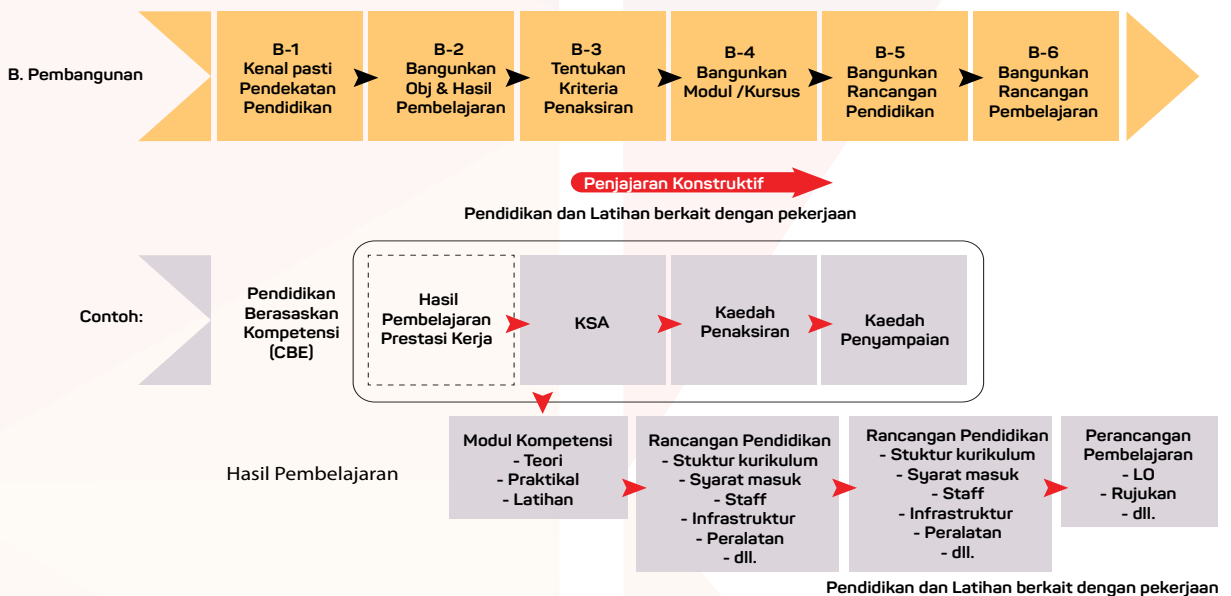 B. Pembangunan
B-1
Kenal pasti
Pendekatan
Pendidikan
B-2
Bangunkan
Obj & Hasil
Pembelajaran
B-3
Tentukan
Kriteria
Penaksiran
B-4
Bangunkan
Modul /Kursus
B-5
Bangunkan
Rancangan
Pendidikan
B-6
Bangunkan
Rancangan
Pembelajaran
Penjajaran Konstruktif
Pendidikan dan Latihan berkait dengan pekerjaan
Contoh:
Pendidikan
Berasaskan
Kompetensi
(CBE)
Hasil
Pembelajaran
Prestasi Kerja
KSA
Kaedah
Penaksiran
Kaedah
Penyampaian
Hasil Pembelajaran
Modul Kompetensi
- Teori
- Praktikal
- Latihan
Rancangan Pendidikan
- Stuktur kurikulum
- Syarat masuk
- Staff
- Infrastruktur
- Peralatan
- dll.
Rancangan Pendidikan
- Stuktur kurikulum
- Syarat masuk
- Staff
- Infrastruktur
- Peralatan
- dll.
Perancangan
Pembelajaran
- LO
- Rujukan
- dll.
Pendidikan dan Latihan berkait dengan pekerjaan